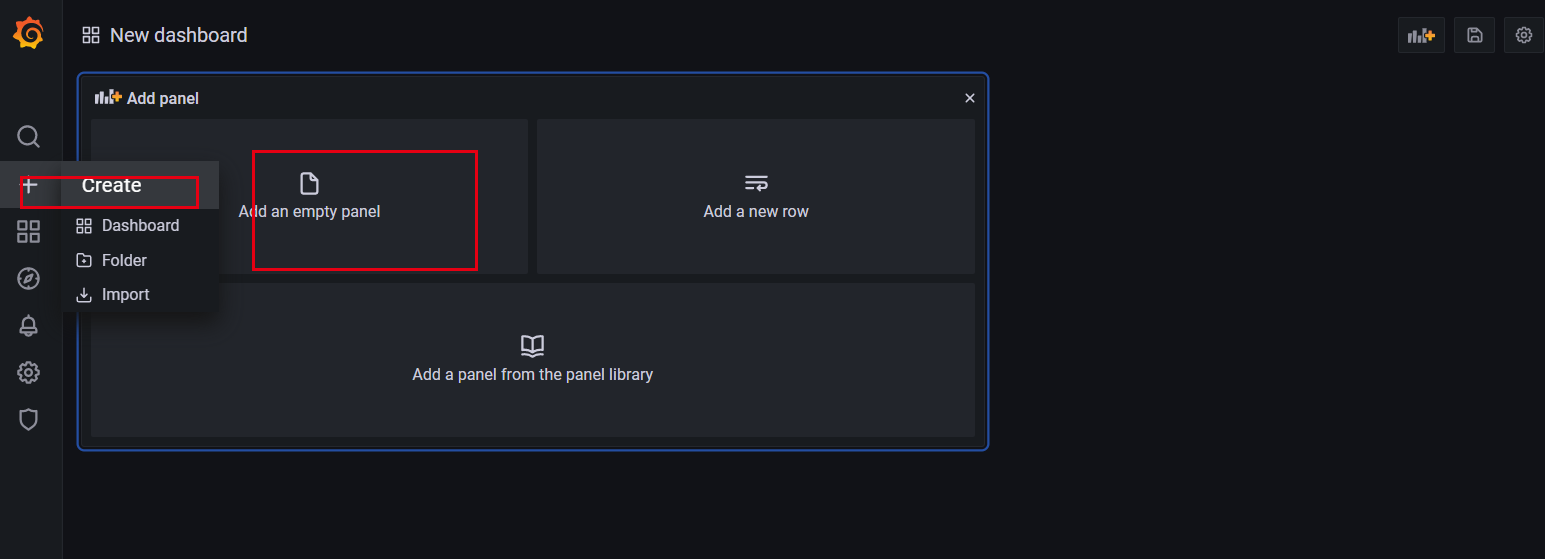 New dashboard
Add panel
Create
Add an empty panel
Add a new row
Dashboard
Folder
Import
Add a panel from the panel library